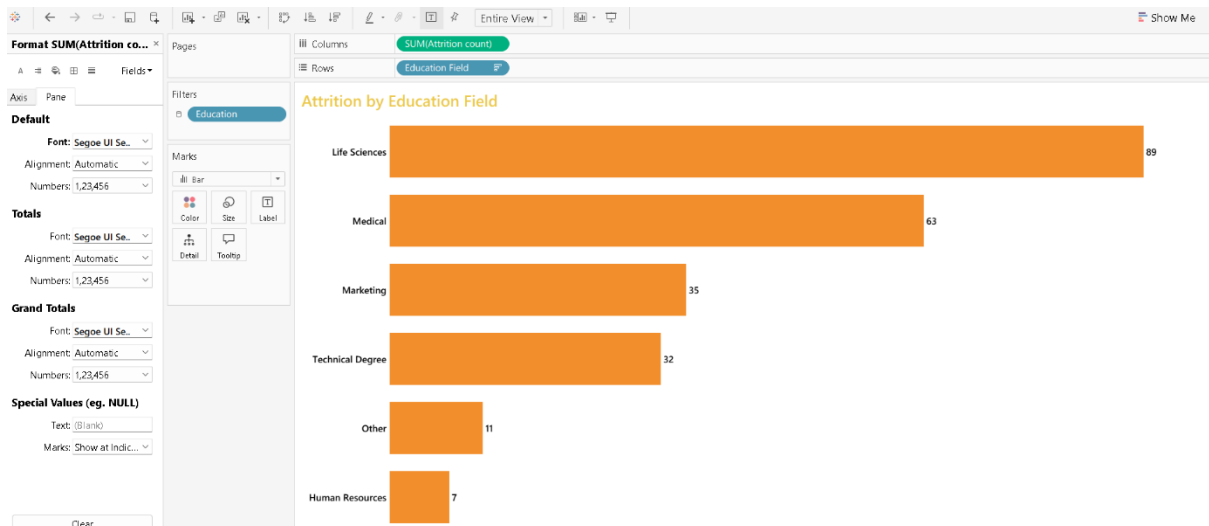 Entire View
Show Me
Format SUM(Attrition co... ×
Fields
Axis Pane
Default
Font: Segoe UI Se..
Alignment: Automatic
Numbers: 1,23,456
Totals
Font: Segoe UI Se..
Alignment: Automatic
Numbers: 1,23,456
Grand Totals
Font: Segoe UI Se..
Alignment: Automatic
Numbers: 1,23,456
Special Values (eg. NULL)
Text: (Blank)
Marks: Show at Indic...
Clear
Pages
Filters
Education
Marks
Bar
Color Size Label
Detail Tooltip
Columns SUM(Attrition count)
Rows Education Field
Attrition by Education Field
Life Sciences 89
Medical 63
Marketing 35
Technical Degree 32
Other 11
Human Resources 7